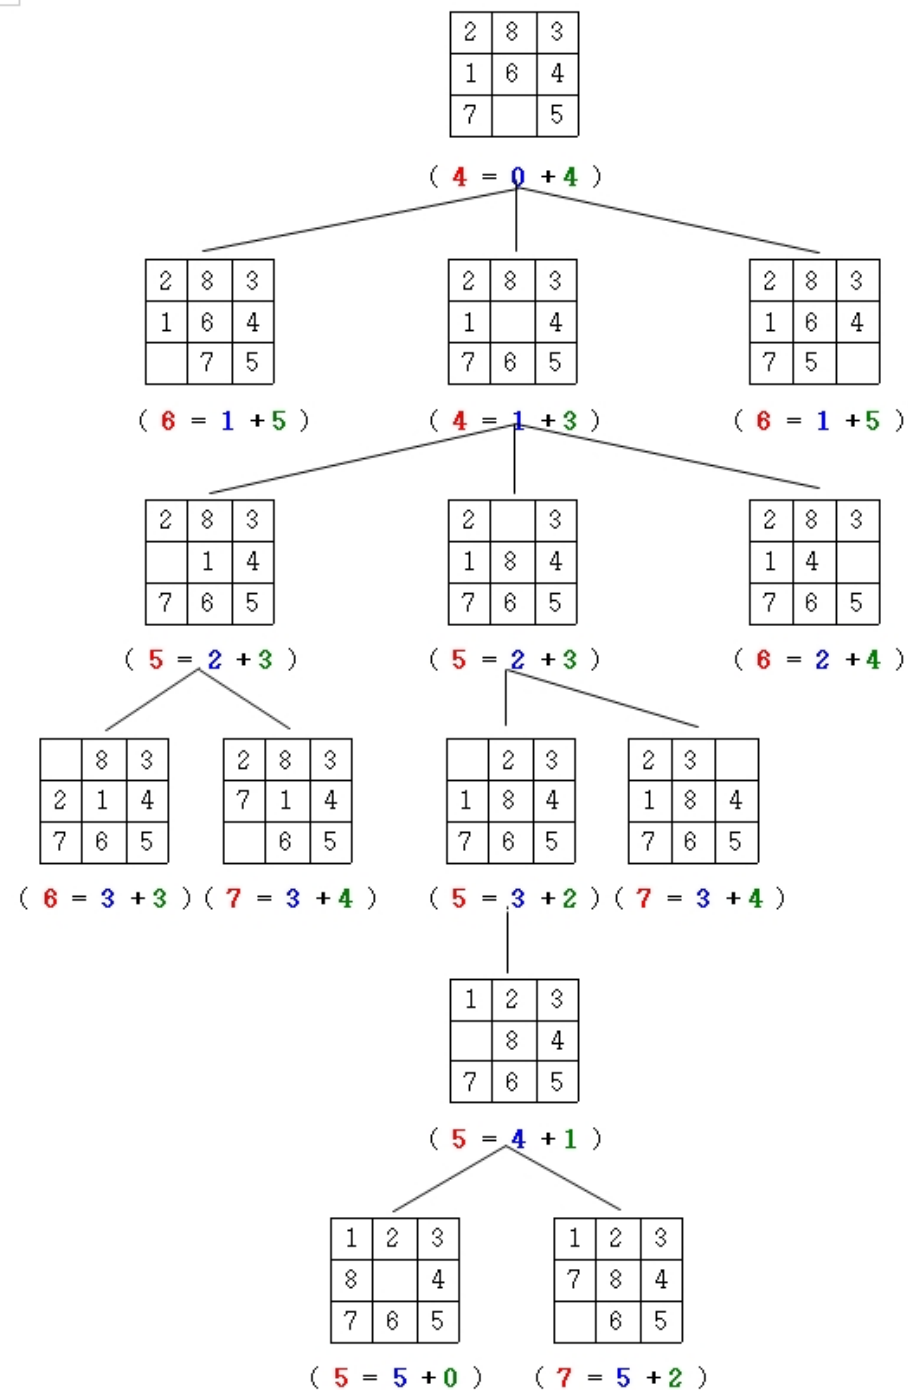 2 8 3
1 6 4
7 5
( 4 = 0 + 4 )
2 8 3 2 8 3 2 8 3
1 6 4 1 4 1 6 4
7 5 7 6 5 7 5
( 6 = 1 + 5 ) ( 4 = 1 + 3 ) ( 6 = 1 + 5 )
2 8 3 2 3 2 8 3
1 4 1 8 4 1 4
7 6 5 7 6 5 7 6 5
( 5 = 2 + 3 ) ( 5 = 2 + 3 ) ( 6 = 2 + 4 )
8 3 2 8 3 2 3 2 3
2 1 4 7 1 4 1 8 4 1 8 4
7 6 5 6 5 7 6 5 7 6 5
( 6 = 3 + 3 ) ( 7 = 3 + 4 ) ( 5 = 3 + 2 ) ( 7 = 3 + 4 )
1 2 3
8 4
7 6 5
( 5 = 4 + 1 )
1 2 3 1 2 3
8 4 7 8 4
7 6 5 6 5
( 5 = 5 + 0 ) ( 7 = 5 + 2 )